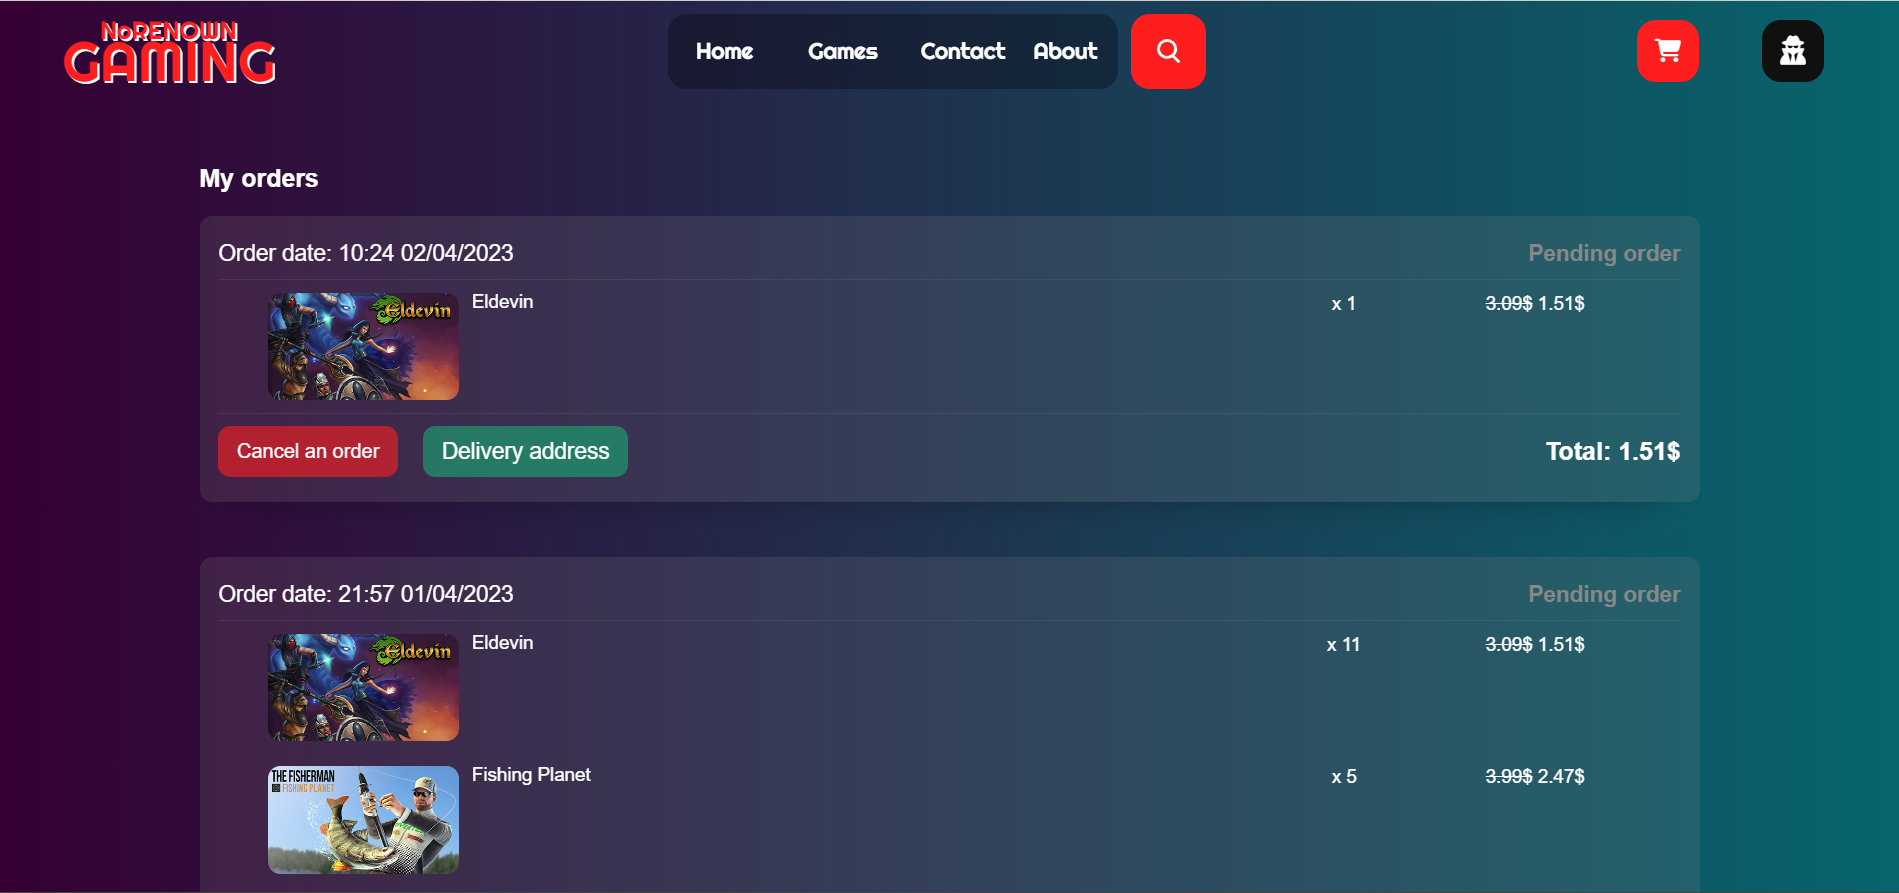 NoRENOWN
GAMING
Home Games Contact About
My orders
Order date: 10:24 02/04/2023 Pending order
Eldevin
Eldevin x 1 3.09$ 1.51$
Cancel an order Delivery address Total: 1.51$
Order date: 21:57 01/04/2023 Pending order
Eldevin
Eldevin x 11 3.09$ 1.51$
THE FISHERMAN
FISHING PLANET
Fishing Planet x 5 3.99$ 2.47$